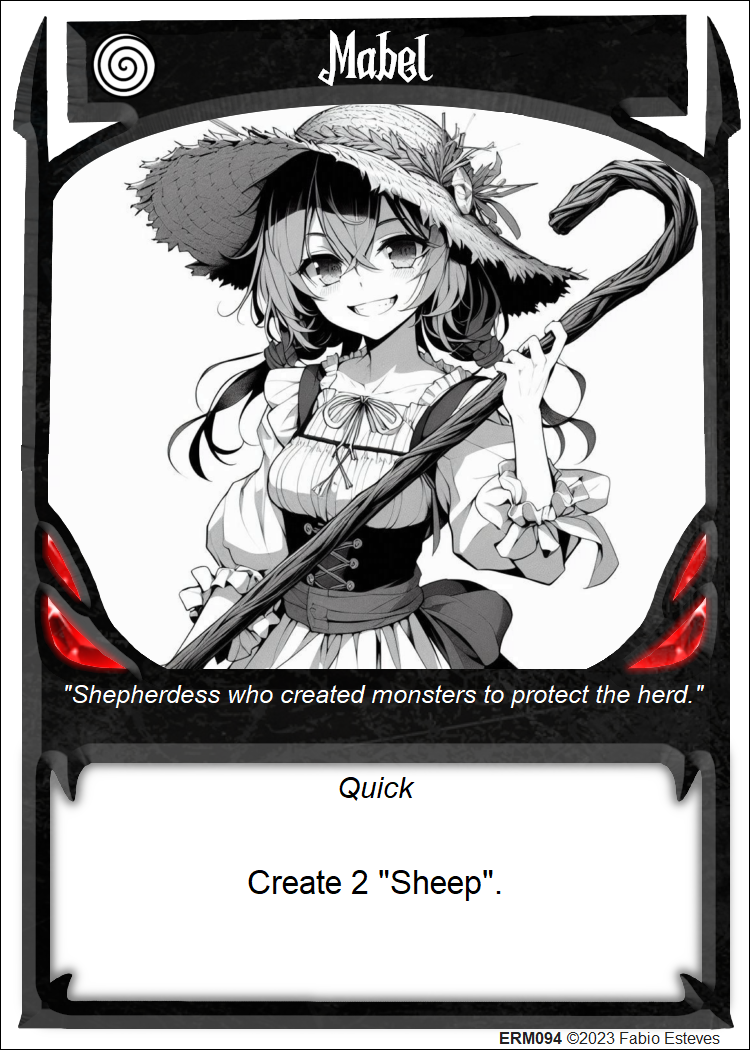 Mabel
"Shepherdess who created monsters to protect the herd."
Quick
Create 2 "Sheep".
ERM094 ©2023 Fabio Esteves